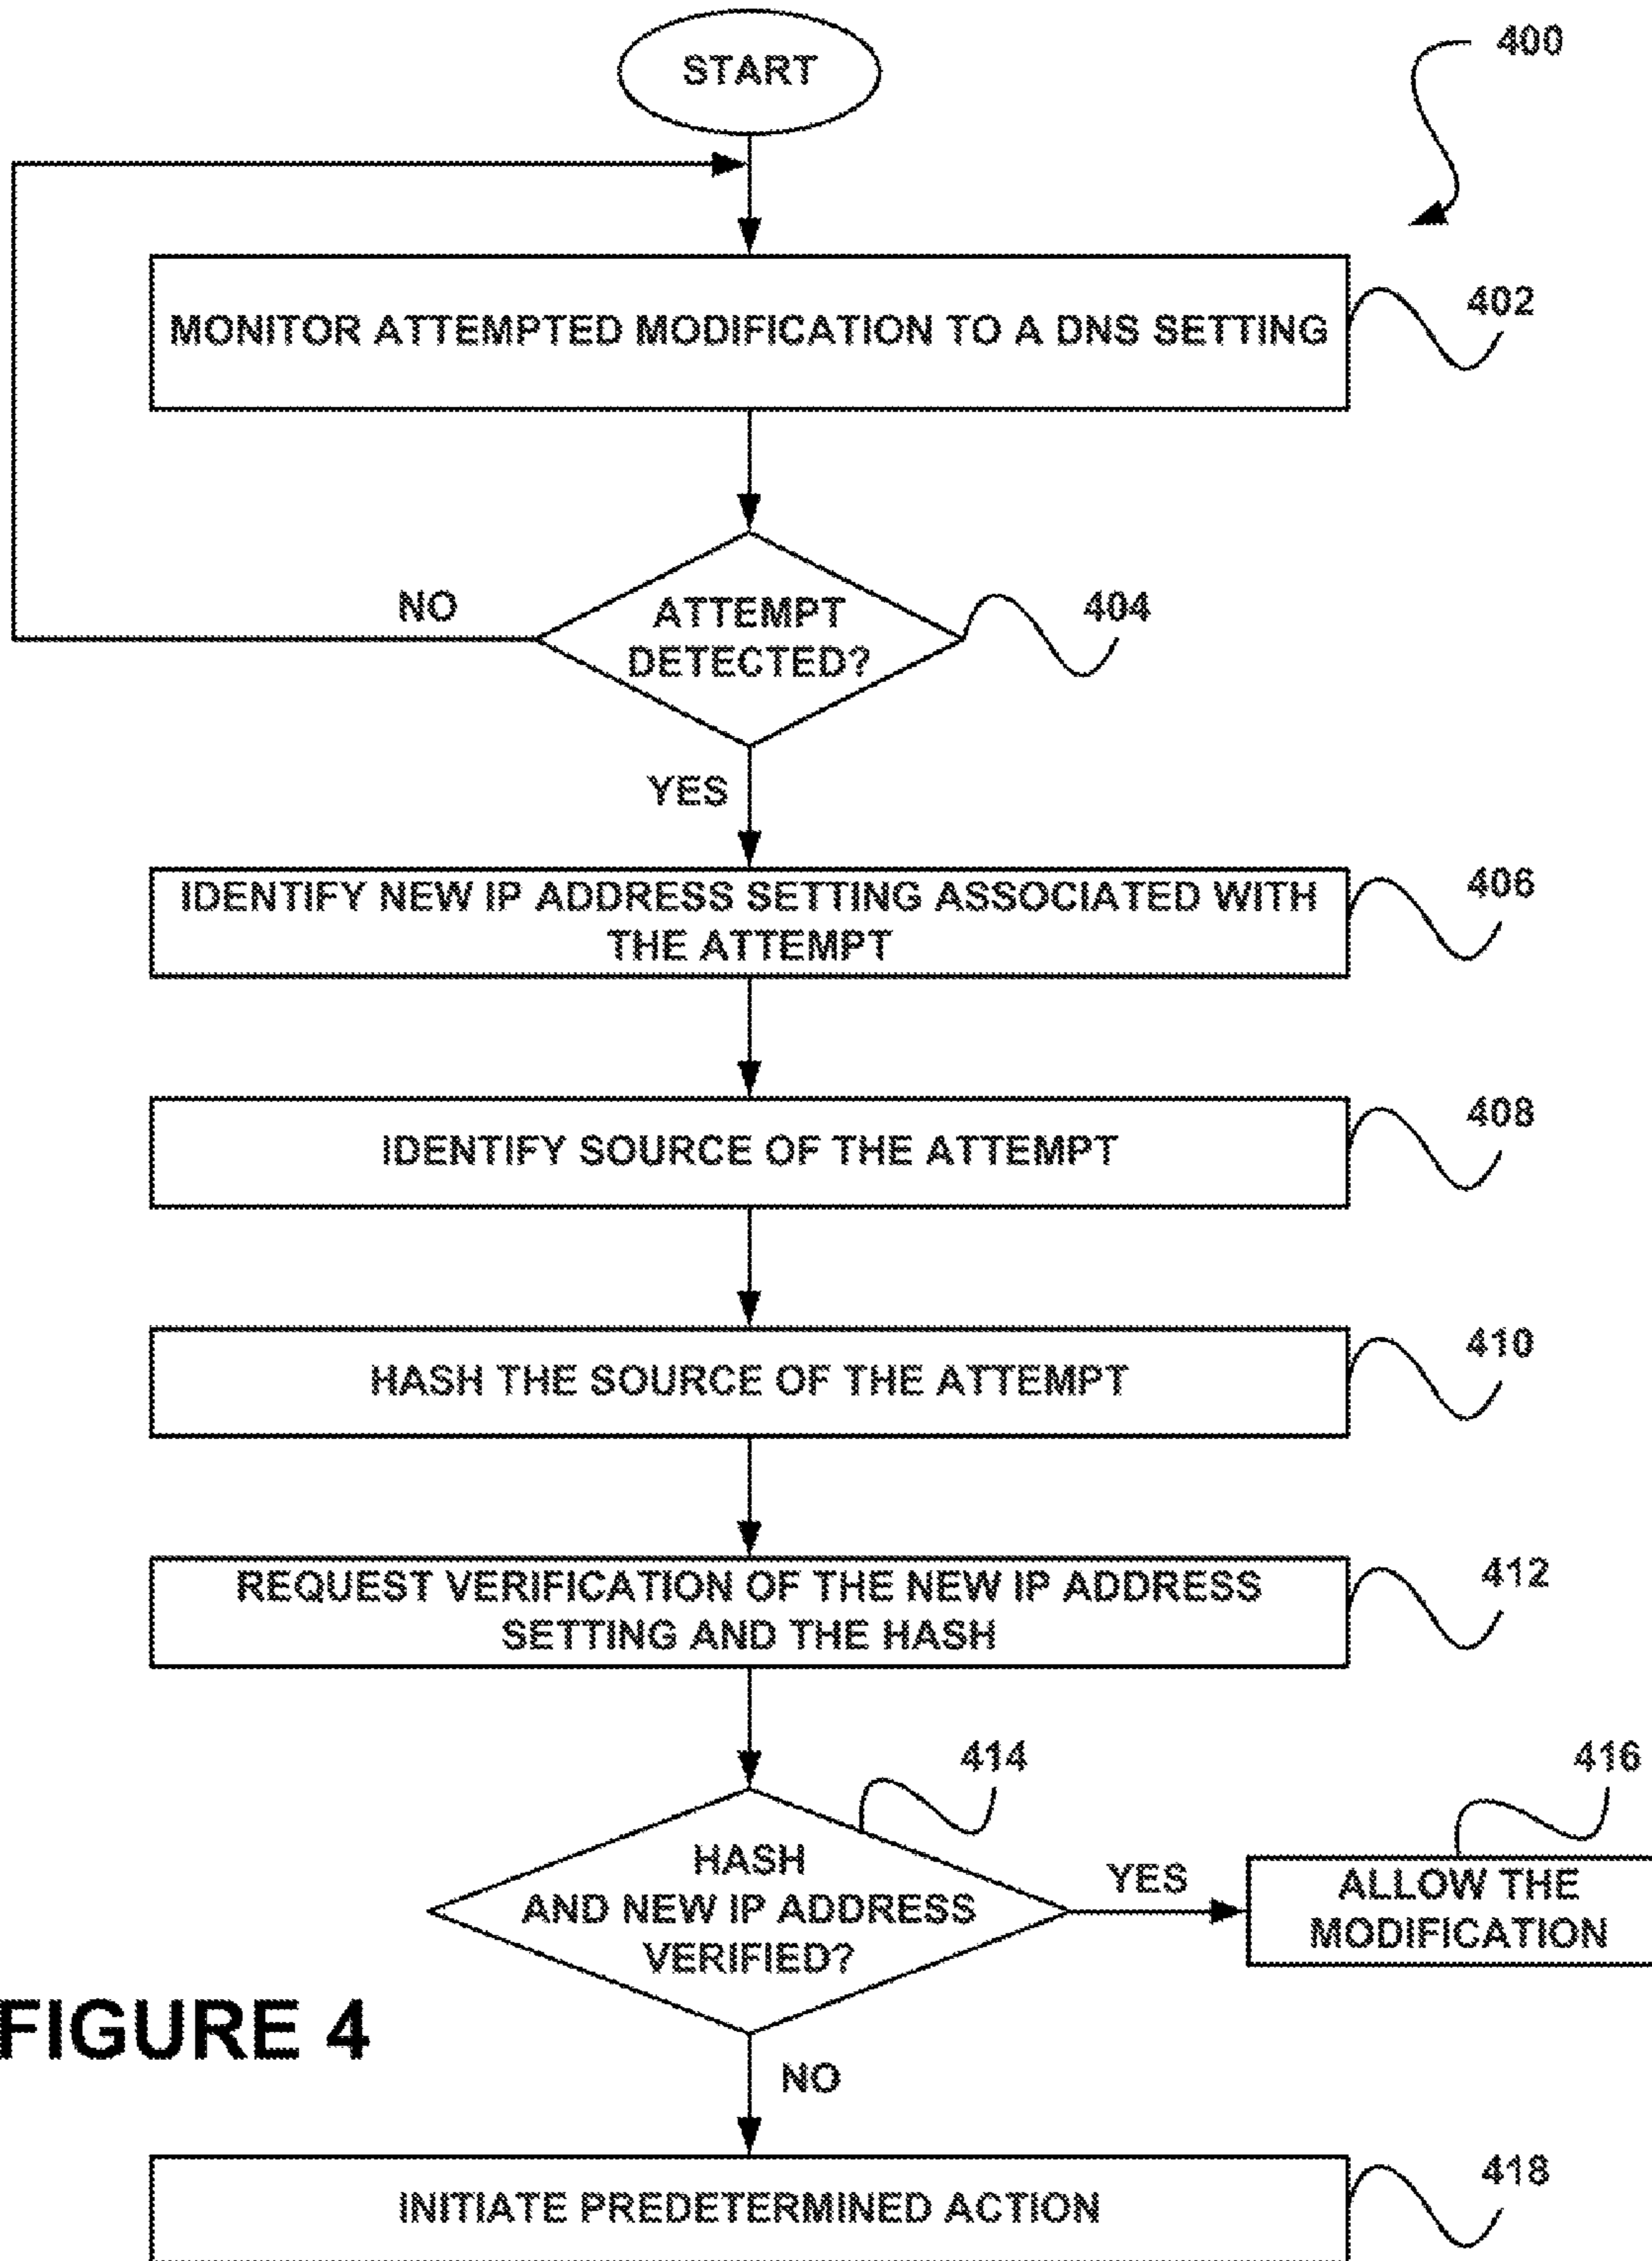 START
400
MONITOR ATTEMPTED MODIFICATION TO A DNS SETTING
402
NO
ATTEMPT
DETECTED?
404
YES
IDENTIFY NEW IP ADDRESS SETTING ASSOCIATED WITH
THE ATTEMPT
406
IDENTIFY SOURCE OF THE ATTEMPT
408
HASH THE SOURCE OF THE ATTEMPT
410
REQUEST VERIFICATION OF THE NEW IP ADDRESS
SETTING AND THE HASH
412
414
416
HASH
AND NEW IP ADDRESS
VERIFIED?
YES
ALLOW THE
MODIFICATION
FIGURE 4
NO
INITIATE PREDETERMINED ACTION
418